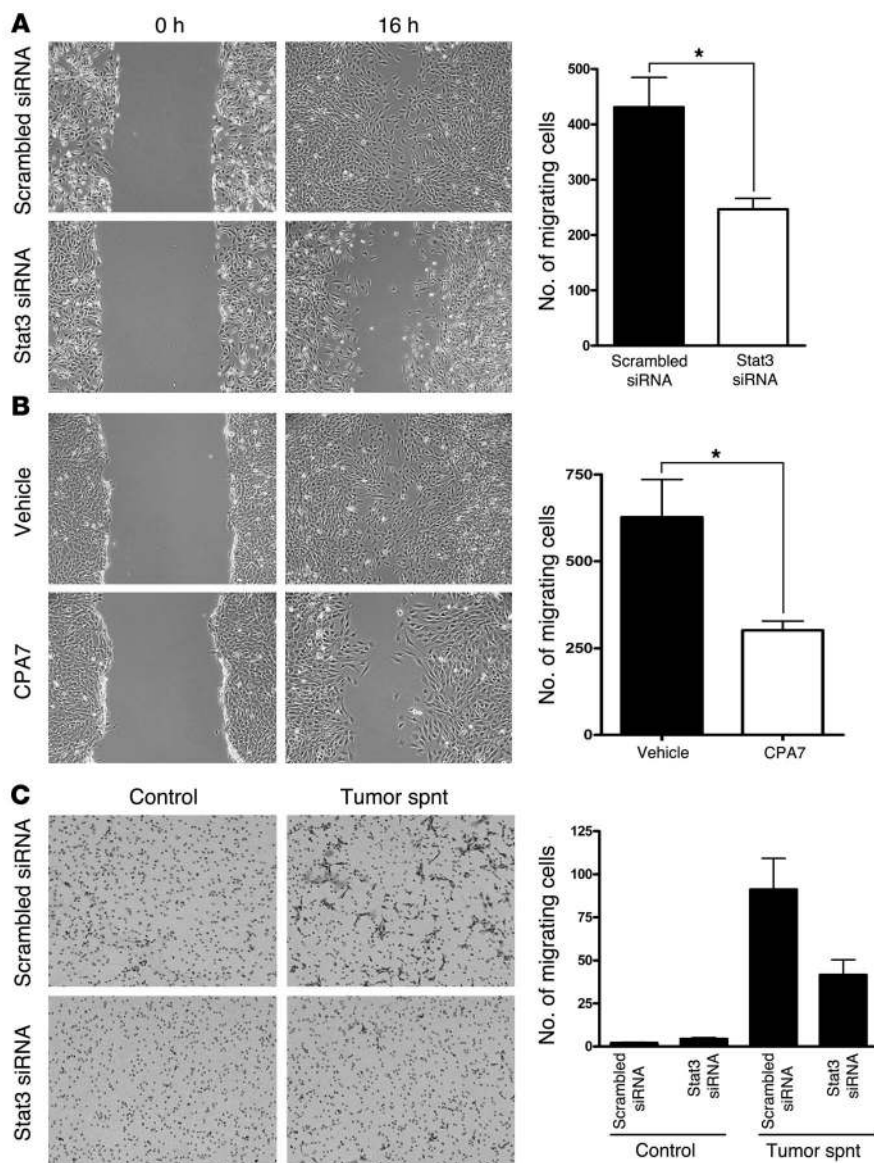 A
0 h
16 h
Scrambled siRNA
Stat3 siRNA
No. of migrating cells
500
400
300
200
100
0
*
Scrambled
siRNA
Stat3
siRNA
B
Vehicle
CPA7
No. of migrating cells
750
500
250
0
*
Vehicle
CPA7
C
Control
Tumor spnt
Scrambled siRNA
Stat3 siRNA
No. of migrating cells
125
100
75
50
25
0
Scrambled
siRNA
Stat3
siRNA
Scrambled
siRNA
Stat3
siRNA
Control
Tumor spnt